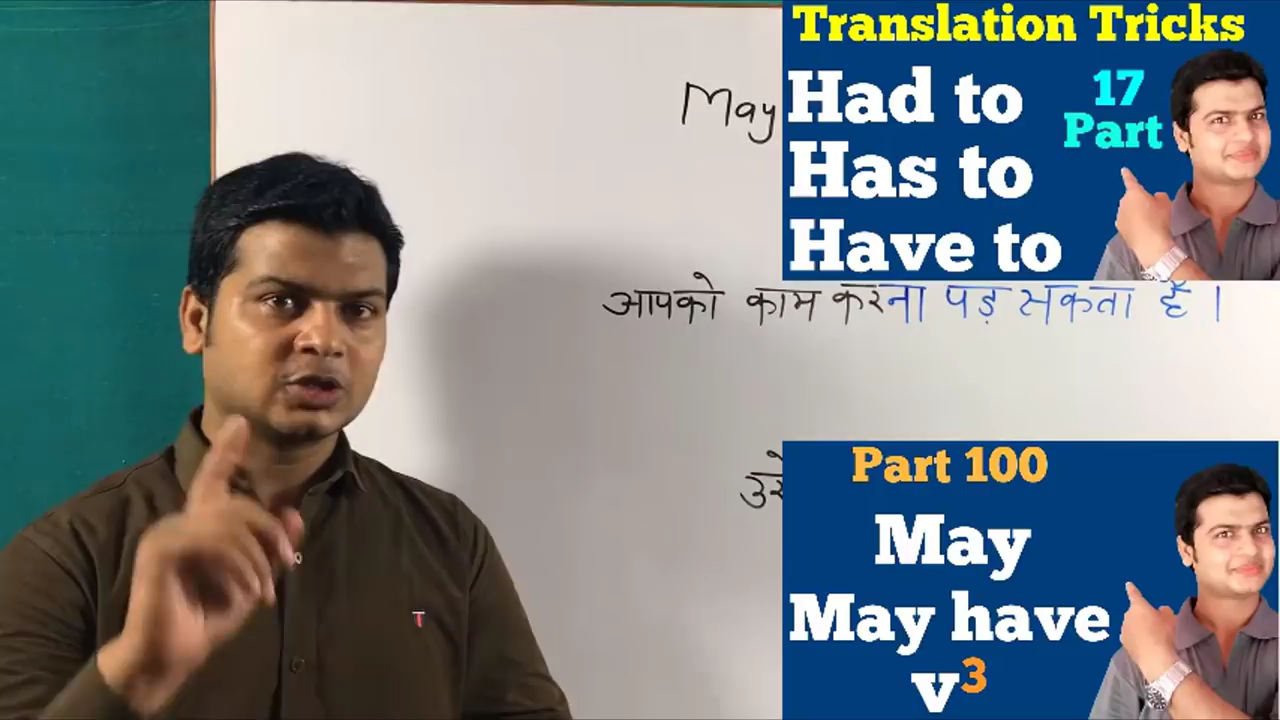 Translation Tricks
Had to
17
Part
Has to
Have to
May
आपको काम करना पड़ सकता है ।
Part 100
May
May have
v³
T